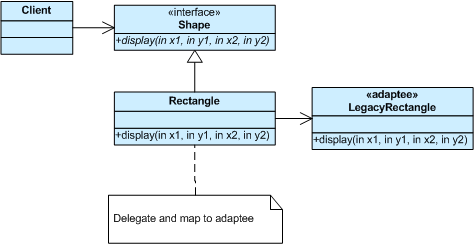 Client
«interface»
Shape
+display(in x1, in y1, in x2, in y2)
Rectangle
+display(in x1, in y1, in x2, in y2)
«adaptee»
LegacyRectangle
+display(in x1, in y1, in x2, in y2)
Delegate and map to adaptee